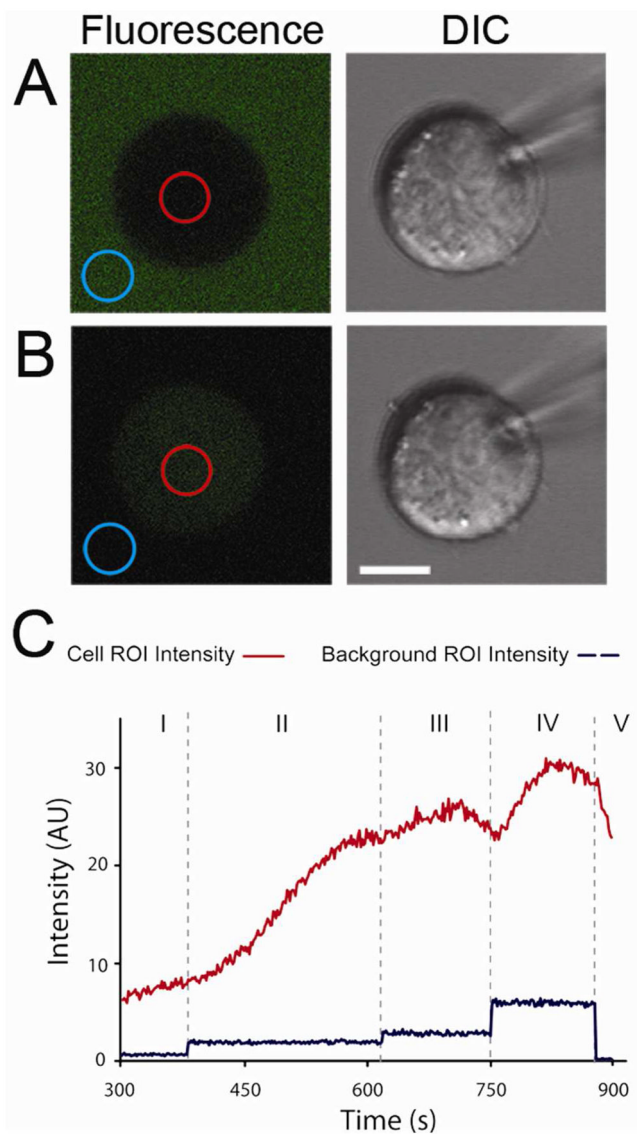 Fluorescence DIC
A
B
C
Cell ROI Intensity Background ROI Intensity
I II III IV V
30
20
10
0
Intensity (AU)
300 450 600 750 900
Time (s)